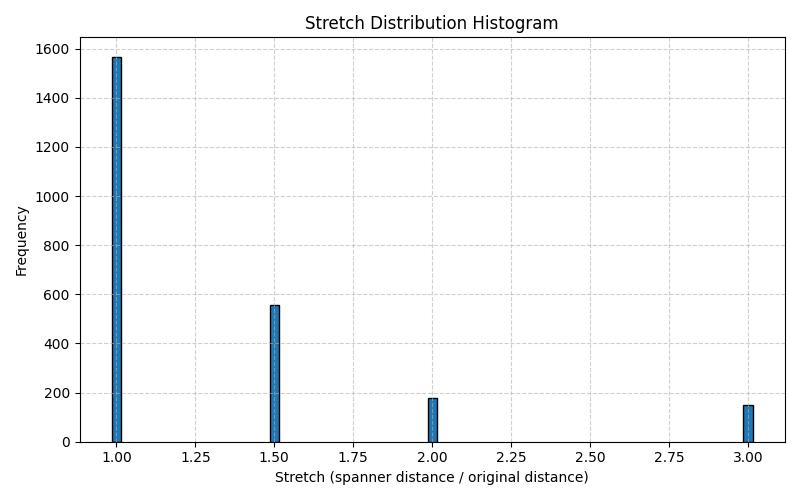 Stretch Distribution Histogram
Frequency
1600
1400
1200
1000
800
600
400
200
0
1.00 1.25 1.50 1.75 2.00 2.25 2.50 2.75 3.00
Stretch (spanner distance / original distance)